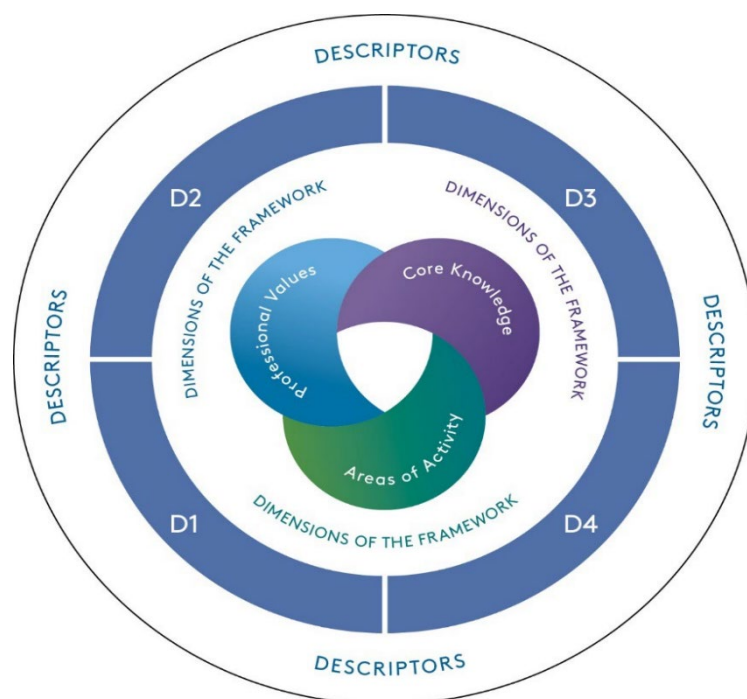 DESCRIPTORS
D2
D3
DIMENSIONS OF THE FRAMEWORK
DIMENSIONS OF THE FRAMEWORK
Professional Values
Core Knowledge
DESCRIPTORS
DESCRIPTORS
Areas of Activity
DIMENSIONS OF THE FRAMEWORK
D1
D4
DESCRIPTORS